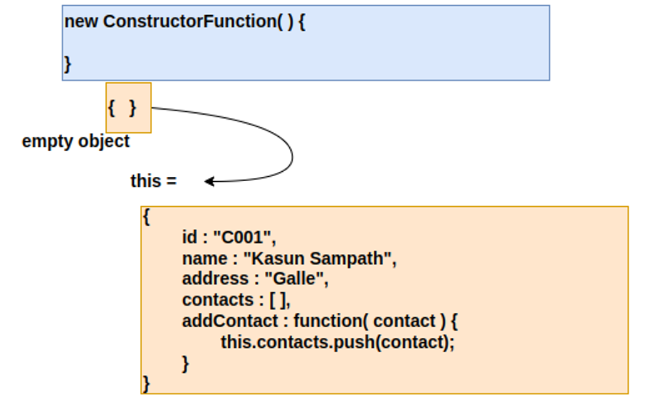 new ConstructorFunction( ) {
}
{ }
empty object
this =
{
id : "C001",
name : "Kasun Sampath",
address : "Galle",
contacts : [ ],
addContact : function( contact ) {
this.contacts.push(contact);
}
}